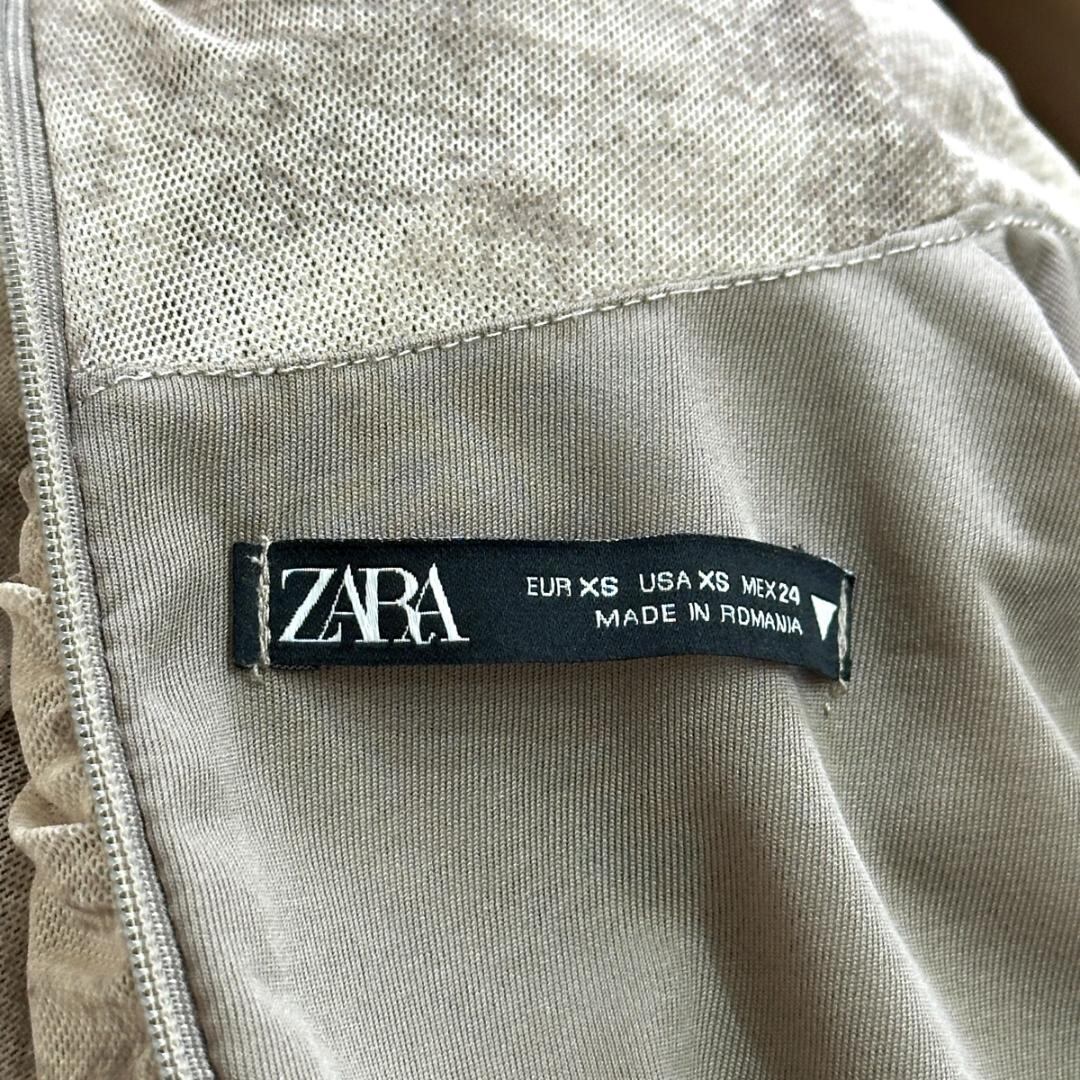 ZARA
EUR XS USA XS MEX 24
MADE IN ROMANIA